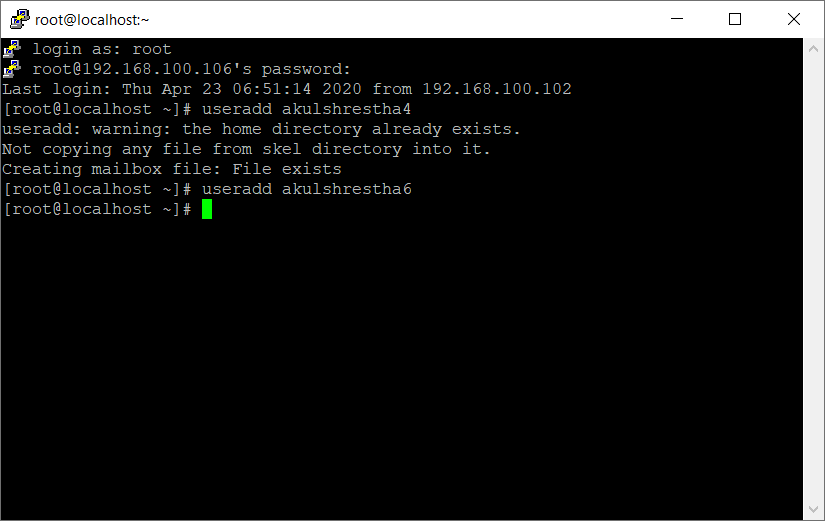 root@localhost:~
login as: root
root@192.168.100.106's password:
Last login: Thu Apr 23 06:51:14 2020 from 192.168.100.102
[root@localhost ~]# useradd akulshrestha4
useradd: warning: the home directory already exists.
Not copying any file from skel directory into it.
Creating mailbox file: File exists
[root@localhost ~]# useradd akulshrestha6
[root@localhost ~]#